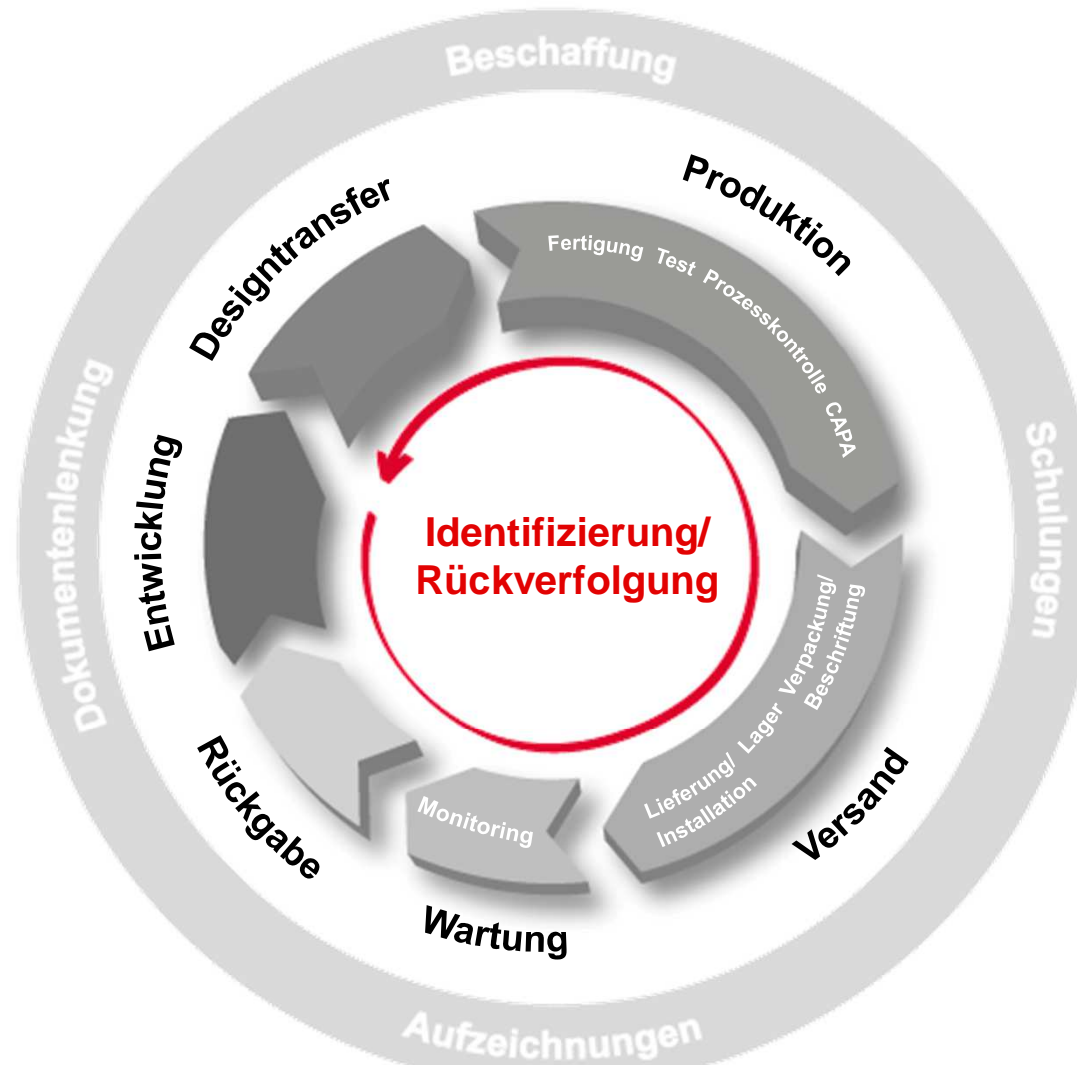 Beschaffung
Schulungen
Aufzeichnungen
Dokumentenlenkung
Entwicklung
Designtransfer
Produktion
Fertigung Test Prozesskontrolle CAPA
Versand
Verpackung/
Beschriftung
Lager
Lieferung/
Installation
Wartung
Monitoring
Rückgabe
Identifizierung/
Rückverfolgung